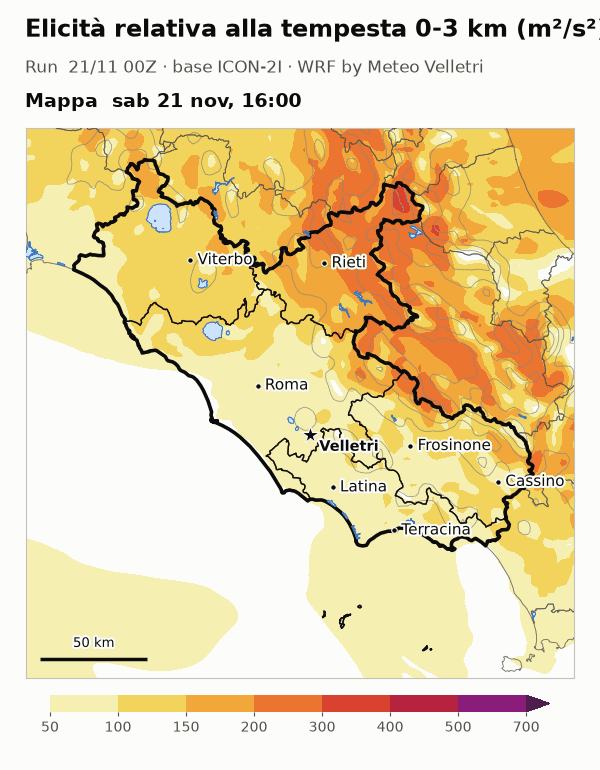 Elicità relativa alla tempesta 0-3 km (m²/s²)
Run 21/11 00Z · base ICON-2I · WRF by Meteo Velletri
Mappa sab 21 nov, 16:00
Viterbo
Rieti
Roma
Velletri
Frosinone
Cassino
Latina
Terracina
50 km
50 100 150 200 300 400 500 700